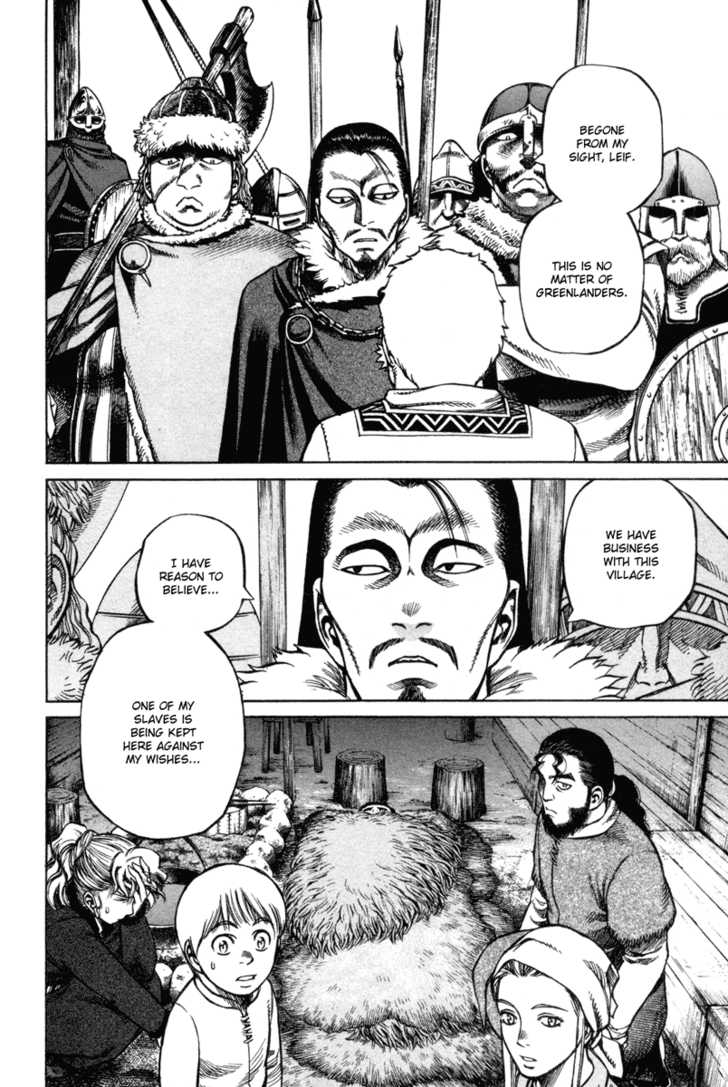 BEGONE
FROM MY
SIGHT, LEIF.
THIS IS NO
MATTER OF
GREENLANDERS.
WE HAVE
BUSINESS
WITH THIS
VILLAGE.
I HAVE
REASON TO
BELIEVE...
ONE OF MY
SLAVES IS
BEING KEPT
HERE AGAINST
MY WISHES...